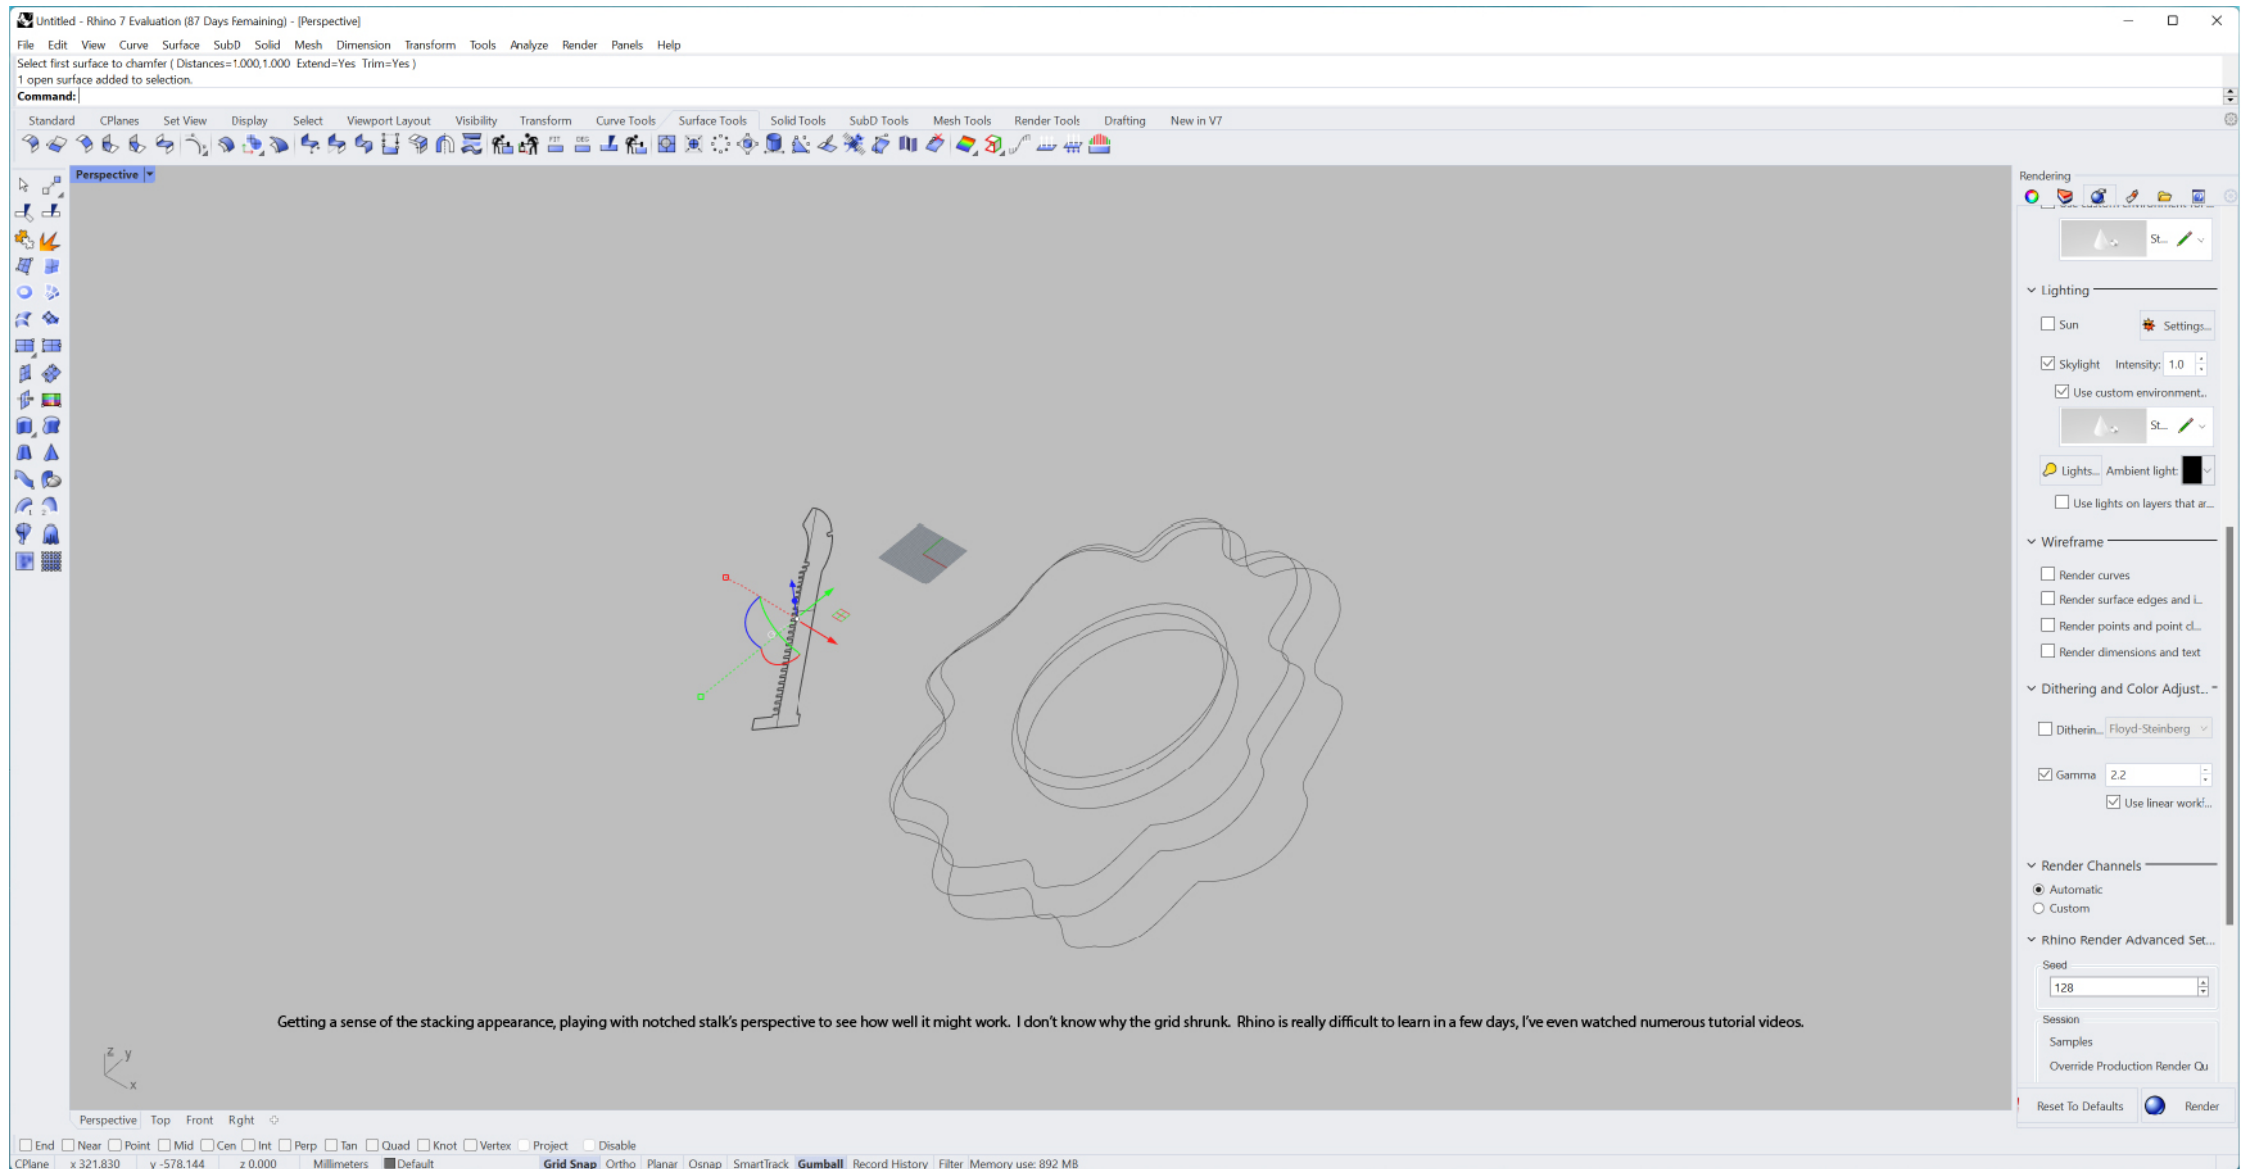 Untitled - Rhino 7 Evaluation (87 Days Remaining) - [Perspective]
File Edit View Curve Surface SubD Solid Mesh Dimension Transform Tools Analyze Render Panels Help
Select first surface to chamfer ( Distances=1.000,1.000 Extend=Yes Trim=Yes )
1 open surface added to selection.
Command:
Standard CPlanes Set View Display Select Viewport Layout Visibility Transform Curve Tools Surface Tools Solid Tools SubD Tools Mesh Tools Render Tools Drafting New in V7
Perspective
Rendering
St...
Lighting
Sun Settings...
Skylight Intensity: 1.0
Use custom environment...
St...
Lights... Ambient light:
Use lights on layers that ar...
Wireframe
Render curves
Render surface edges and i...
Render points and point cl...
Render dimensions and text
Dithering and Color Adjust...
Ditherin... Floyd-Steinberg
Gamma 2.2
Use linear workf...
Render Channels
Automatic
Custom
Rhino Render Advanced Set...
Seed
128
Session
Samples
Override Production Render Qu
Reset To Defaults Render
Getting a sense of the stacking appearance, playing with notched stalk's perspective to see how well it might work. I don't know why the grid shrunk. Rhino is really difficult to learn in a few days, I've even watched numerous tutorial videos.
z y
x
Perspective Top Front Right
End Near Point Mid Cen Int Perp Tan Quad Knot Vertex Project Disable
CPlane x 321.830 y -578.144 z 0.000 Millimeters Default Grid Snap Ortho Planar Osnap SmartTrack Gumball Record History Filter Memory use: 892 MB